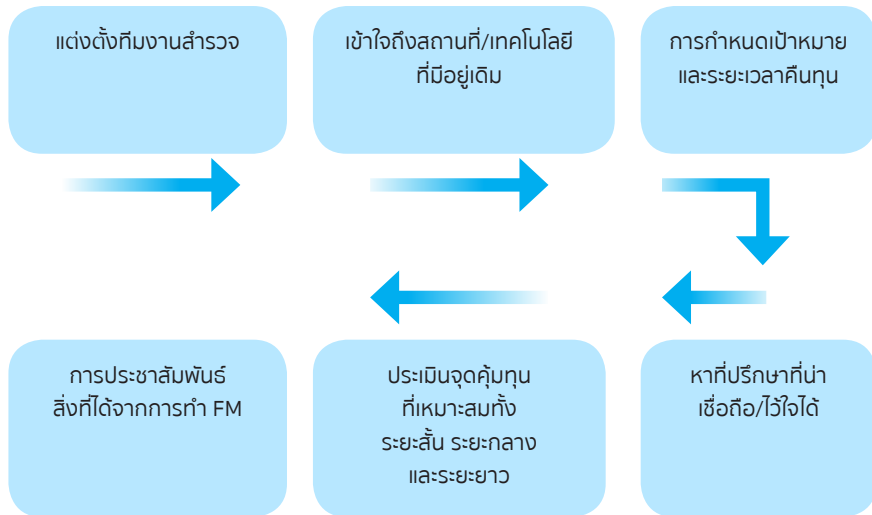 แต่งตั้งทีมงานสำรวจ
เข้าใจถึงสถานที่/เทคโนโลยี
ที่มีอยู่เดิม
การกำหนดเป้าหมาย
และระยะเวลาคืนทุน
หาที่ปรึกษาที่น่า
เชื่อถือ/ไว้ใจได้
ประเมินจุดคุ้มทุน
ที่เหมาะสมทั้ง
ระยะสั้น ระยะกลาง
และระยะยาว
การประชาสัมพันธ์
สิ่งที่ได้จากการทำ FM